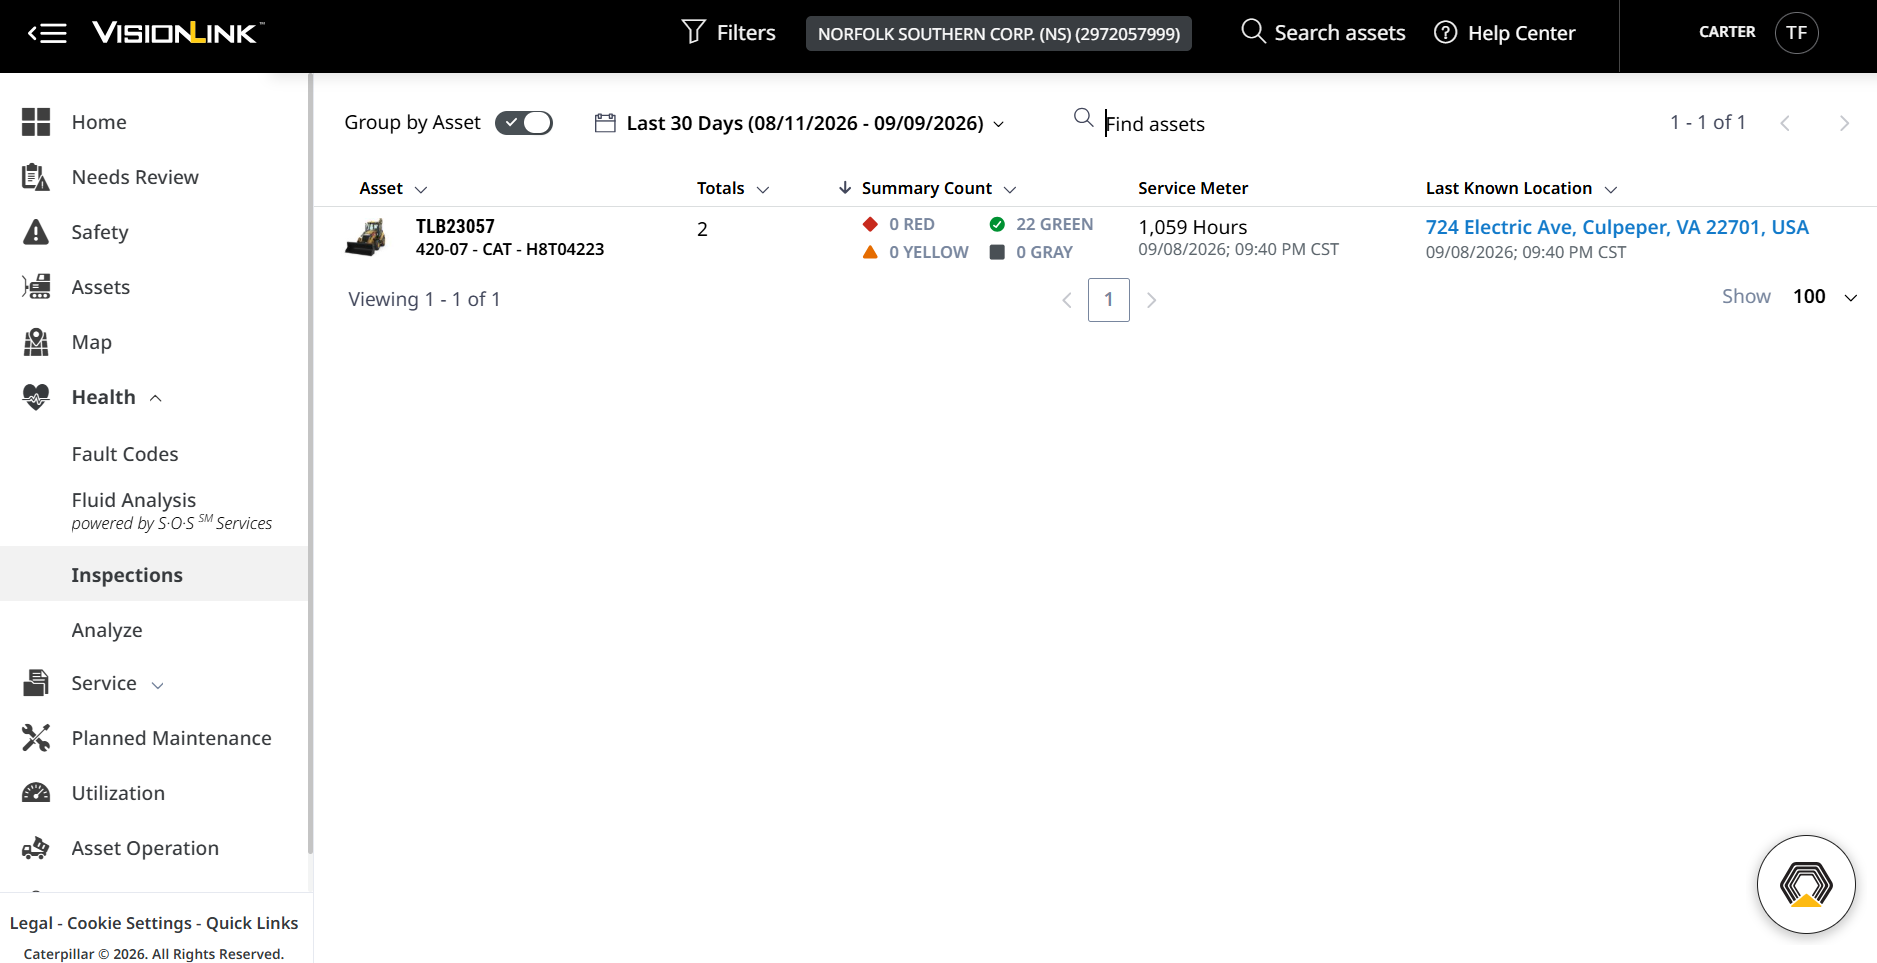 VISIONLINK™
Filters
NORFOLK SOUTHERN CORP. (NS) (2972057999)
Search assets
Help Center
CARTER
TF
Home
Needs Review
Safety
Assets
Map
Health
Fault Codes
Fluid Analysis
powered by S·O·S SM Services
Inspections
Analyze
Service
Planned Maintenance
Utilization
Asset Operation
Legal - Cookie Settings - Quick Links
Caterpillar © 2026. All Rights Reserved.
Group by Asset
Last 30 Days (08/11/2026 - 09/09/2026)
Find assets
1 - 1 of 1
Asset Totals Summary Count Service Meter Last Known Location
TLB23057
420-07 - CAT - H8T04223
2
0 RED 22 GREEN
0 YELLOW 0 GRAY
1,059 Hours
09/08/2026; 09:40 PM CST
724 Electric Ave, Culpeper, VA 22701, USA
09/08/2026; 09:40 PM CST
Viewing 1 - 1 of 1
1
Show 100